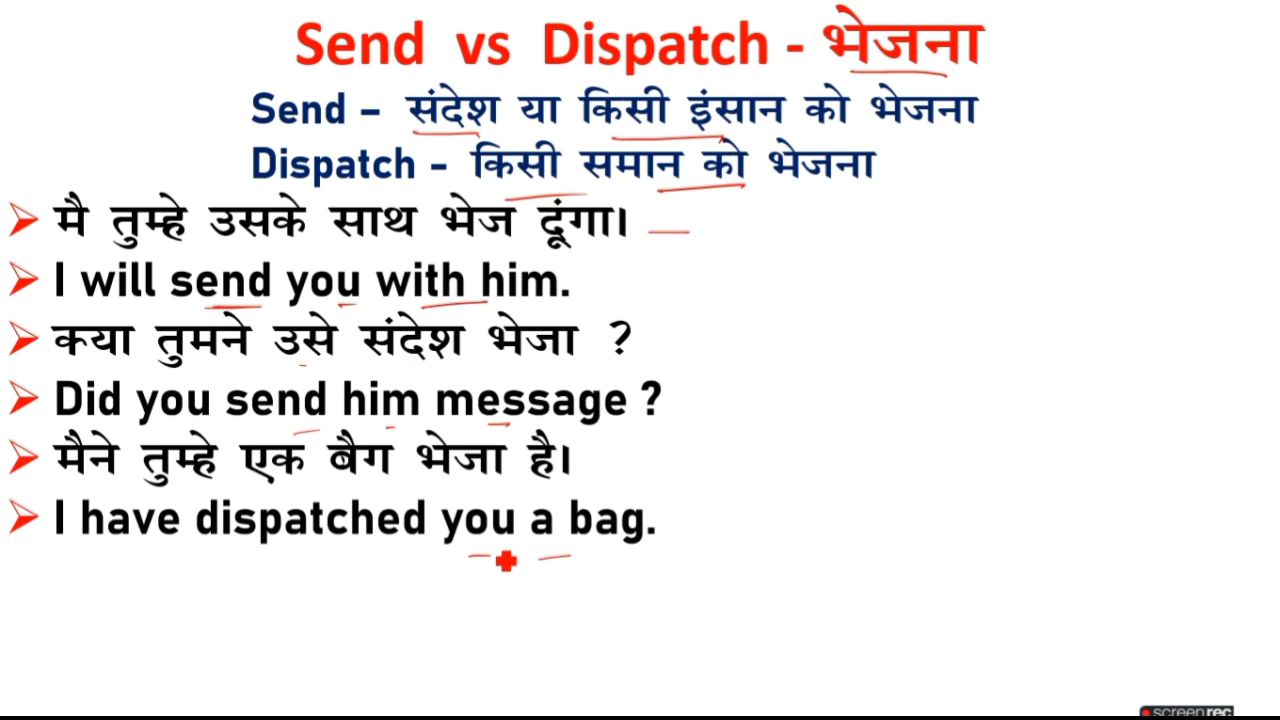 Send vs Dispatch - भेजना
Send – संदेश या किसी इंसान को भेजना
Dispatch - किसी समान को भेजना
मै तुम्हे उसके साथ भेज दूंगा।
I will send you with him.
क्या तुमने उसे संदेश भेजा ?
Did you send him message ?
मैने तुम्हे एक बैग भेजा है।
I have dispatched you a bag.
screenrec